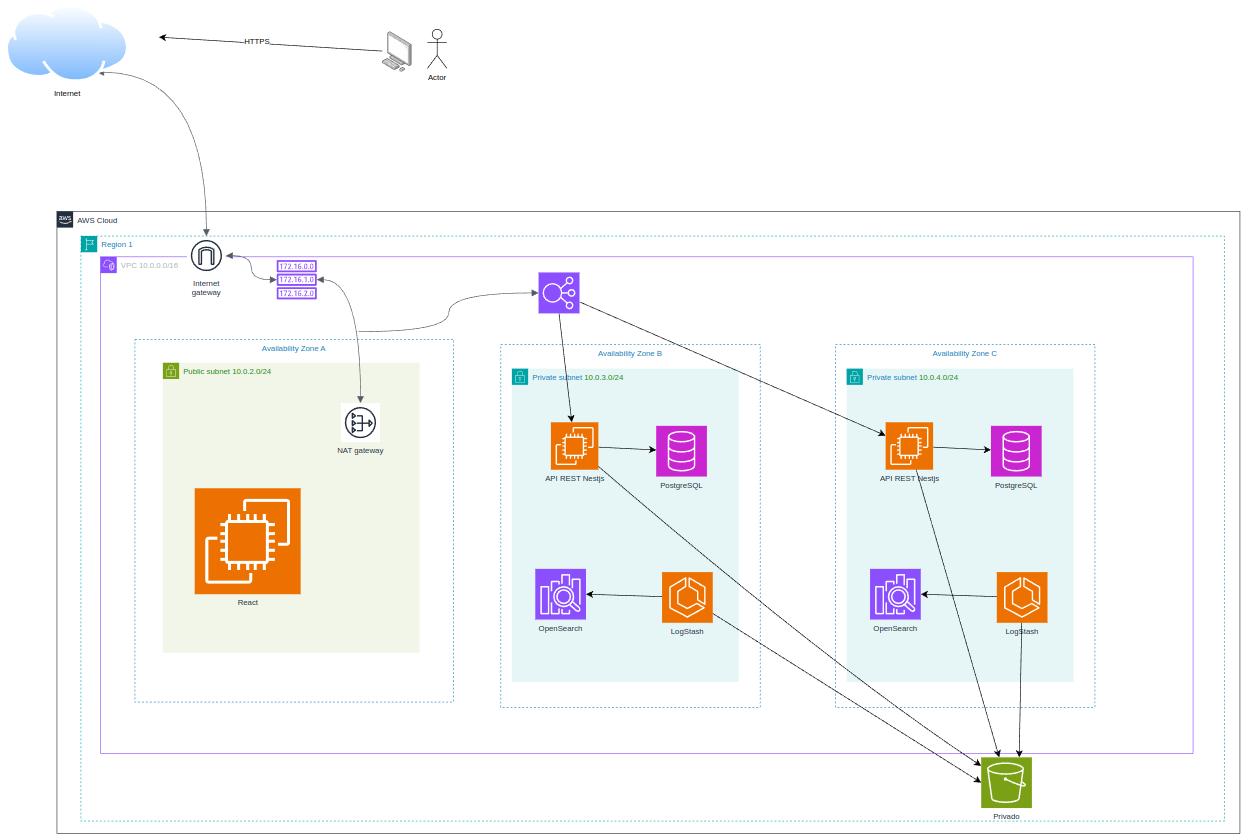 HTTPS
Actor
Internet
aws
AWS Cloud
Region 1
VPC 10.0.0.0/16
Internet
gateway
172.16.0.0
172.16.1.0
172.16.2.0
Availability Zone A
Public subnet 10.0.2.0/24
NAT gateway
React
Availability Zone B
Private subnet 10.0.3.0/24
API REST Nestjs
PostgreSQL
OpenSearch
LogStash
Availability Zone C
Private subnet 10.0.4.0/24
API REST Nestjs
PostgreSQL
OpenSearch
LogStash
Privado